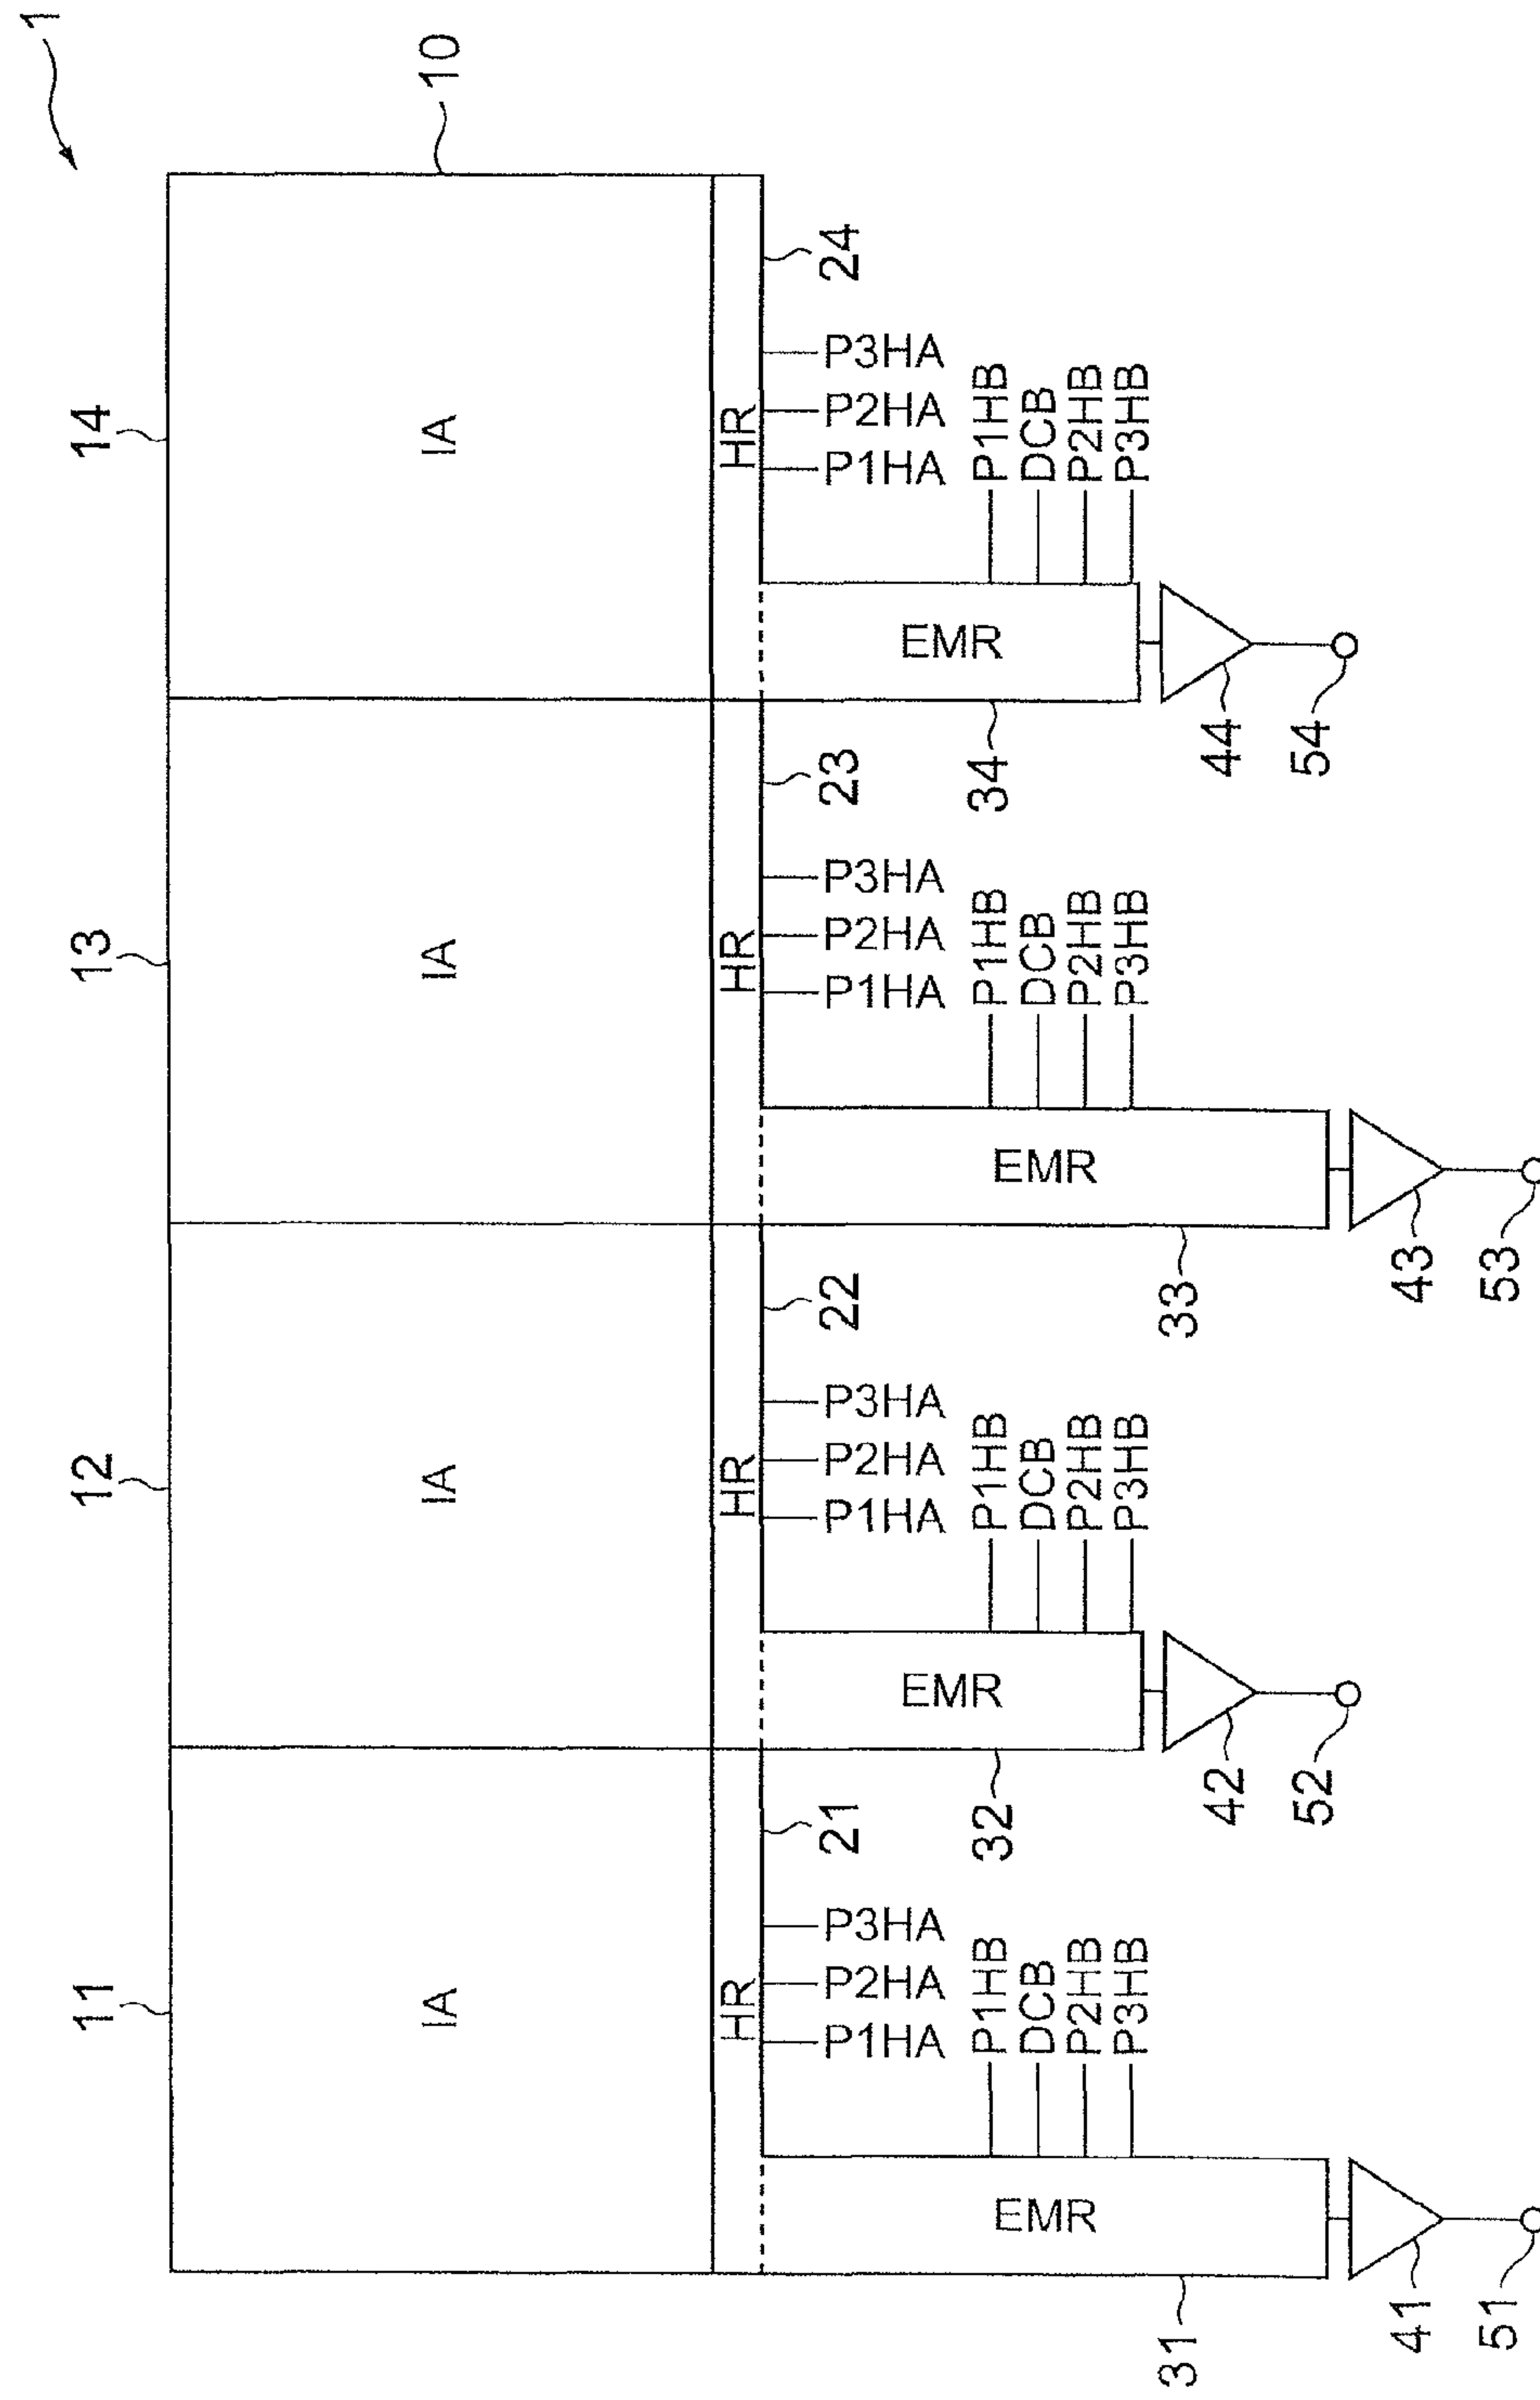 1
10
11
12
13
14
IA
IA
IA
IA
HR
HR
HR
HR
21
22
23
24
P1HA
P2HA
P3HA
P1HA
P2HA
P3HA
P1HA
P2HA
P3HA
P1HA
P2HA
P3HA
P1HB
DCB
P2HB
P3HB
P1HB
DCB
P2HB
P3HB
P1HB
DCB
P2HB
P3HB
P1HB
DCB
P2HB
P3HB
EMR
EMR
EMR
EMR
31
32
33
34
41
42
43
44
51
52
53
54